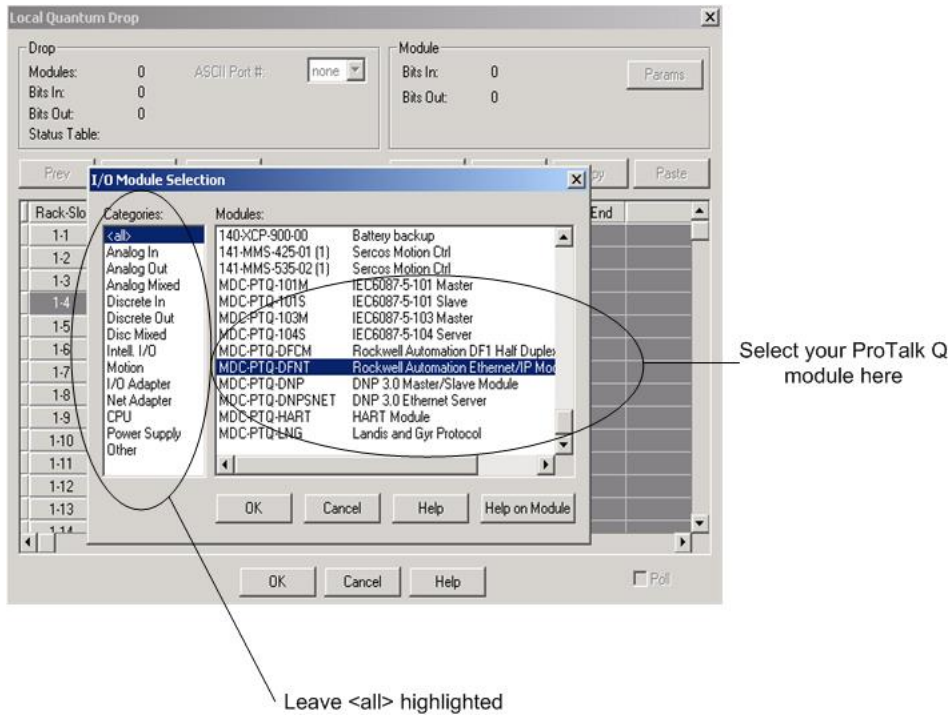 Local Quantum Drop
Drop
Modules: 0 ASCII Port #: none
Bits In: 0
Bits Out: 0
Status Table:
Module
Bits In: 0
Bits Out: 0
Params
Prev
py
Paste
I/O Module Selection
Rack-Slo
End
1-1
1-2
1-3
1-4
1-5
1-6
1-7
1-8
1-9
1-10
1-11
1-12
1-13
1-14
Categories:
<all>
Analog In
Analog Out
Analog Mixed
Discrete In
Discrete Out
Disc Mixed
Intell. I/O
Motion
I/O Adapter
Net Adapter
CPU
Power Supply
Other
Modules:
140-XCP-900-00 Battery backup
141-MMS-425-01 (1) Sercos Motion Ctrl
141-MMS-535-02 (1) Sercos Motion Ctrl
MDC-PTQ-101M IEC6087-5-101 Master
MDC-PTQ-101S IEC6087-5-101 Slave
MDC-PTQ-103M IEC6087-5-103 Master
MDC-PTQ-104S IEC6087-5-104 Server
MDC-PTQ-DFCM Rockwell Automation DF1 Half Duplex
MDC-PTQ-DFNT Rockwell Automation Ethernet/IP Mod
MDC-PTQ-DNP DNP 3.0 Master/Slave Module
MDC-PTQ-DNPSNET DNP 3.0 Ethernet Server
MDC-PTQ-HART HART Module
MDC-PTQ-LNG Landis and Gyr Protocol
OK Cancel Help Help on Module
OK Cancel Help Poll
Select your ProTalk Q
module here
Leave <all> highlighted